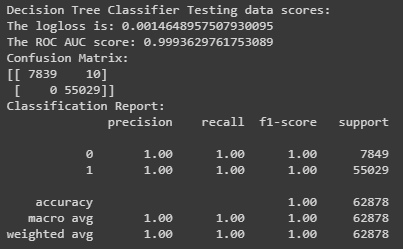 Decision Tree Classifier Testing data scores:
The logloss is: 0.0014648957507930095
The ROC AUC score: 0.9993629761753089
Confusion Matrix:
[[ 7839    10]
 [    0 55029]]
Classification Report:
              precision    recall  f1-score   support

           0       1.00      1.00      1.00      7849
           1       1.00      1.00      1.00     55029

    accuracy                           1.00     62878
   macro avg       1.00      1.00      1.00     62878
weighted avg       1.00      1.00      1.00     62878